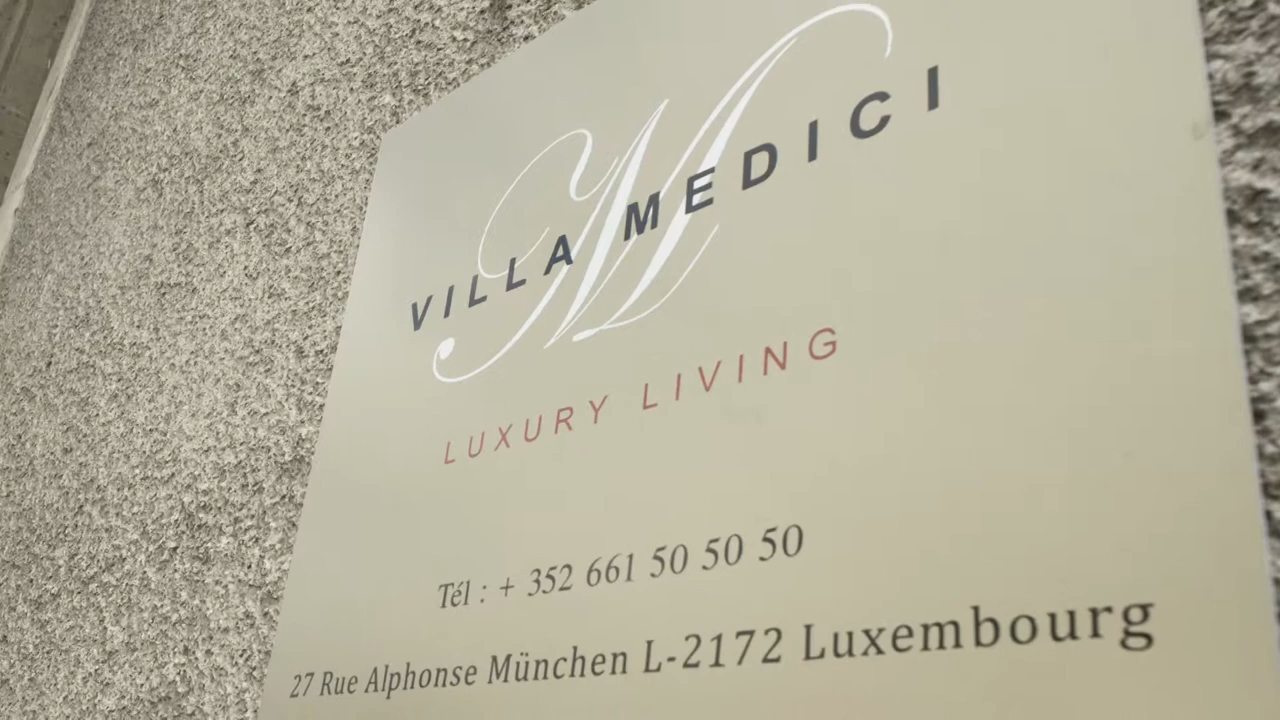 M
VILLA MEDICI
LUXURY LIVING
Tél : + 352 661 50 50 50
27 Rue Alphonse München L-2172 Luxembourg